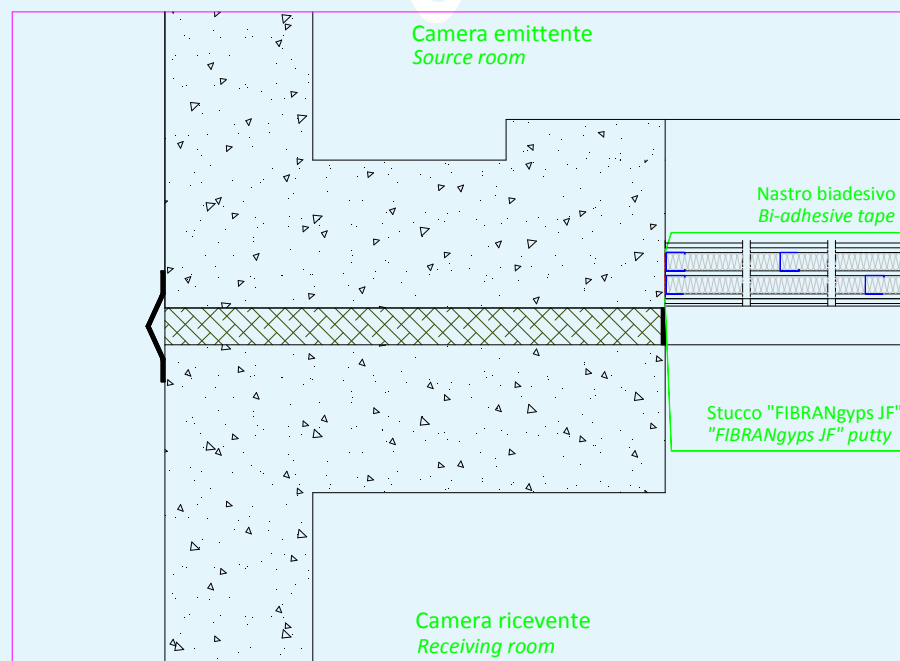 Camera emittente
Source room
Nastro biadesivo
Bi-adhesive tape
Stucco "FIBRANgyps JF"
"FIBRANgyps JF" putty
Camera ricevente
Receiving room